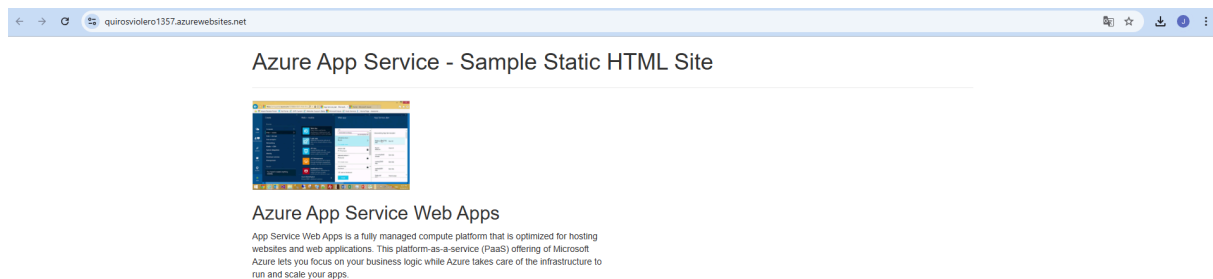 quirosviolero1357.azurewebsites.net
J
Azure App Service - Sample Static HTML Site
Azure App Service Web Apps
App Service Web Apps is a fully managed compute platform that is optimized for hosting
websites and web applications. This platform-as-a-service (PaaS) offering of Microsoft
Azure lets you focus on your business logic while Azure takes care of the infrastructure to
run and scale your apps.